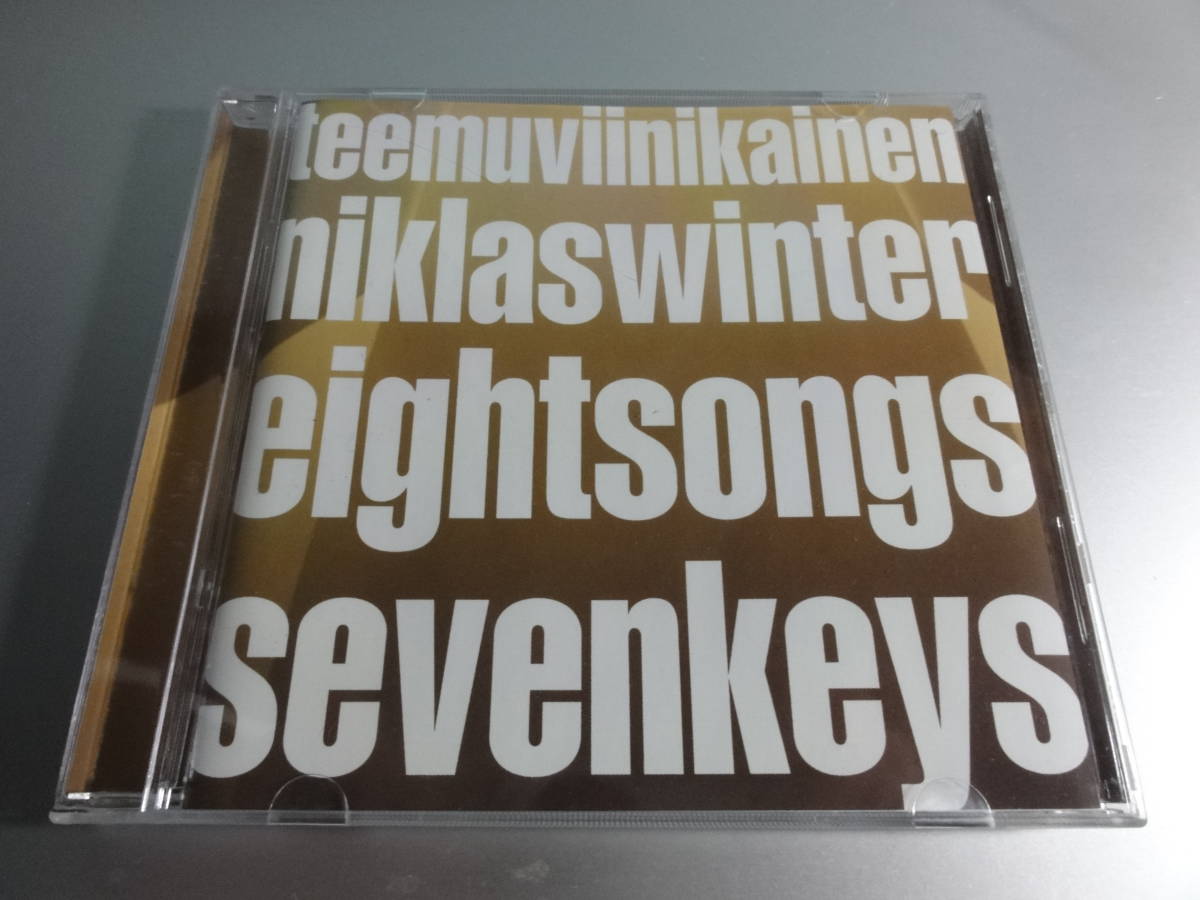 teemuviinikainen
niklaswinter
eightsongs
sevenkeys